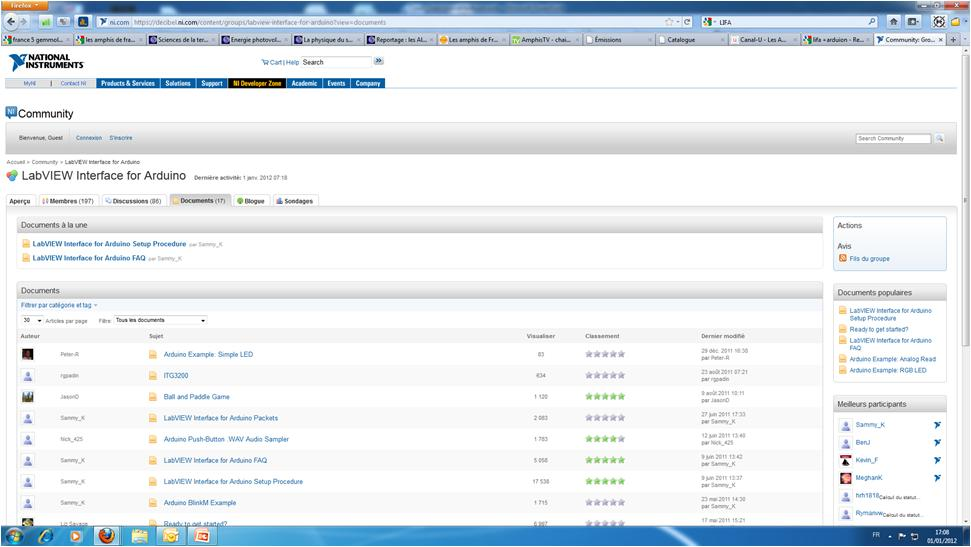 Firefox
ni.com https://decibel.ni.com/content/groups/labview-interface-for-arduino?view=documents
LIFA
france 5 gemmol...
les amphis de fra...
Sciences de la ter...
Energie photovol...
La physique du s...
Reportage : les Al...
Les amphis de Fr...
AmphisTV - chai...
Émissions
Catalogue
Canal-U - Les A...
lifa + arduion - Re...
Community: Gro...
NATIONAL INSTRUMENTS
Cart | Help
Search
MyNI | Contact NI
Products & Services
Solutions
Support
NI Developer Zone
Academic
Events
Company
NI Community
Bienvenue, Guest
Connexion
S'inscrire
Search Community
Accueil > Community > LabVIEW Interface for Arduino
LabVIEW Interface for Arduino
Dernière activité: 1 janv. 2012 07:18
Aperçu
Membres (197)
Discussions (86)
Documents (17)
Blogue
Sondages
Documents à la une
LabVIEW Interface for Arduino Setup Procedure par Sammy_K
LabVIEW Interface for Arduino FAQ par Sammy_K
Documents
Filtrer par catégorie et tag
30 Articles par page Filtre: Tous les documents
Auteur Sujet Visualiser Classement Dernier modifié
Peter-R Arduino Example: Simple LED 83 29 déc. 2011 16:38
par Peter-R
rgpadin ITG3200 634 23 août 2011 07:21
par rgpadin
JasonD Ball and Paddle Game 1 120 9 août 2011 10:11
par JasonD
Sammy_K LabVIEW Interface for Arduino Packets 2 083 27 juin 2011 17:33
par Sammy_K
Nick_425 Arduino Push-Button .WAV Audio Sampler 1 783 12 juin 2011 13:40
par Nick_425
Sammy_K LabVIEW Interface for Arduino FAQ 5 058 9 juin 2011 13:42
par Sammy_K
Sammy_K LabVIEW Interface for Arduino Setup Procedure 17 538 9 juin 2011 13:37
par Sammy_K
Sammy_K Arduino BlinkM Example 1 715 23 mai 2011 14:30
par Sammy_K
Liz Savage Ready to get started? 6 997 17 mai 2011 15:21
Actions
Avis
Fils du groupe
Documents populaires
LabVIEW Interface for Arduino
Setup Procedure
Ready to get started?
LabVIEW Interface for Arduino
FAQ
Arduino Example: Analog Read
Arduino Example: RGB LED
Meilleurs participants
Sammy_K
BenJ
Kevin_F
MeghanK
hrh1818 Calcul du statut...
Rymanvw Calcul du statut...
FR
17:08
01/01/2012